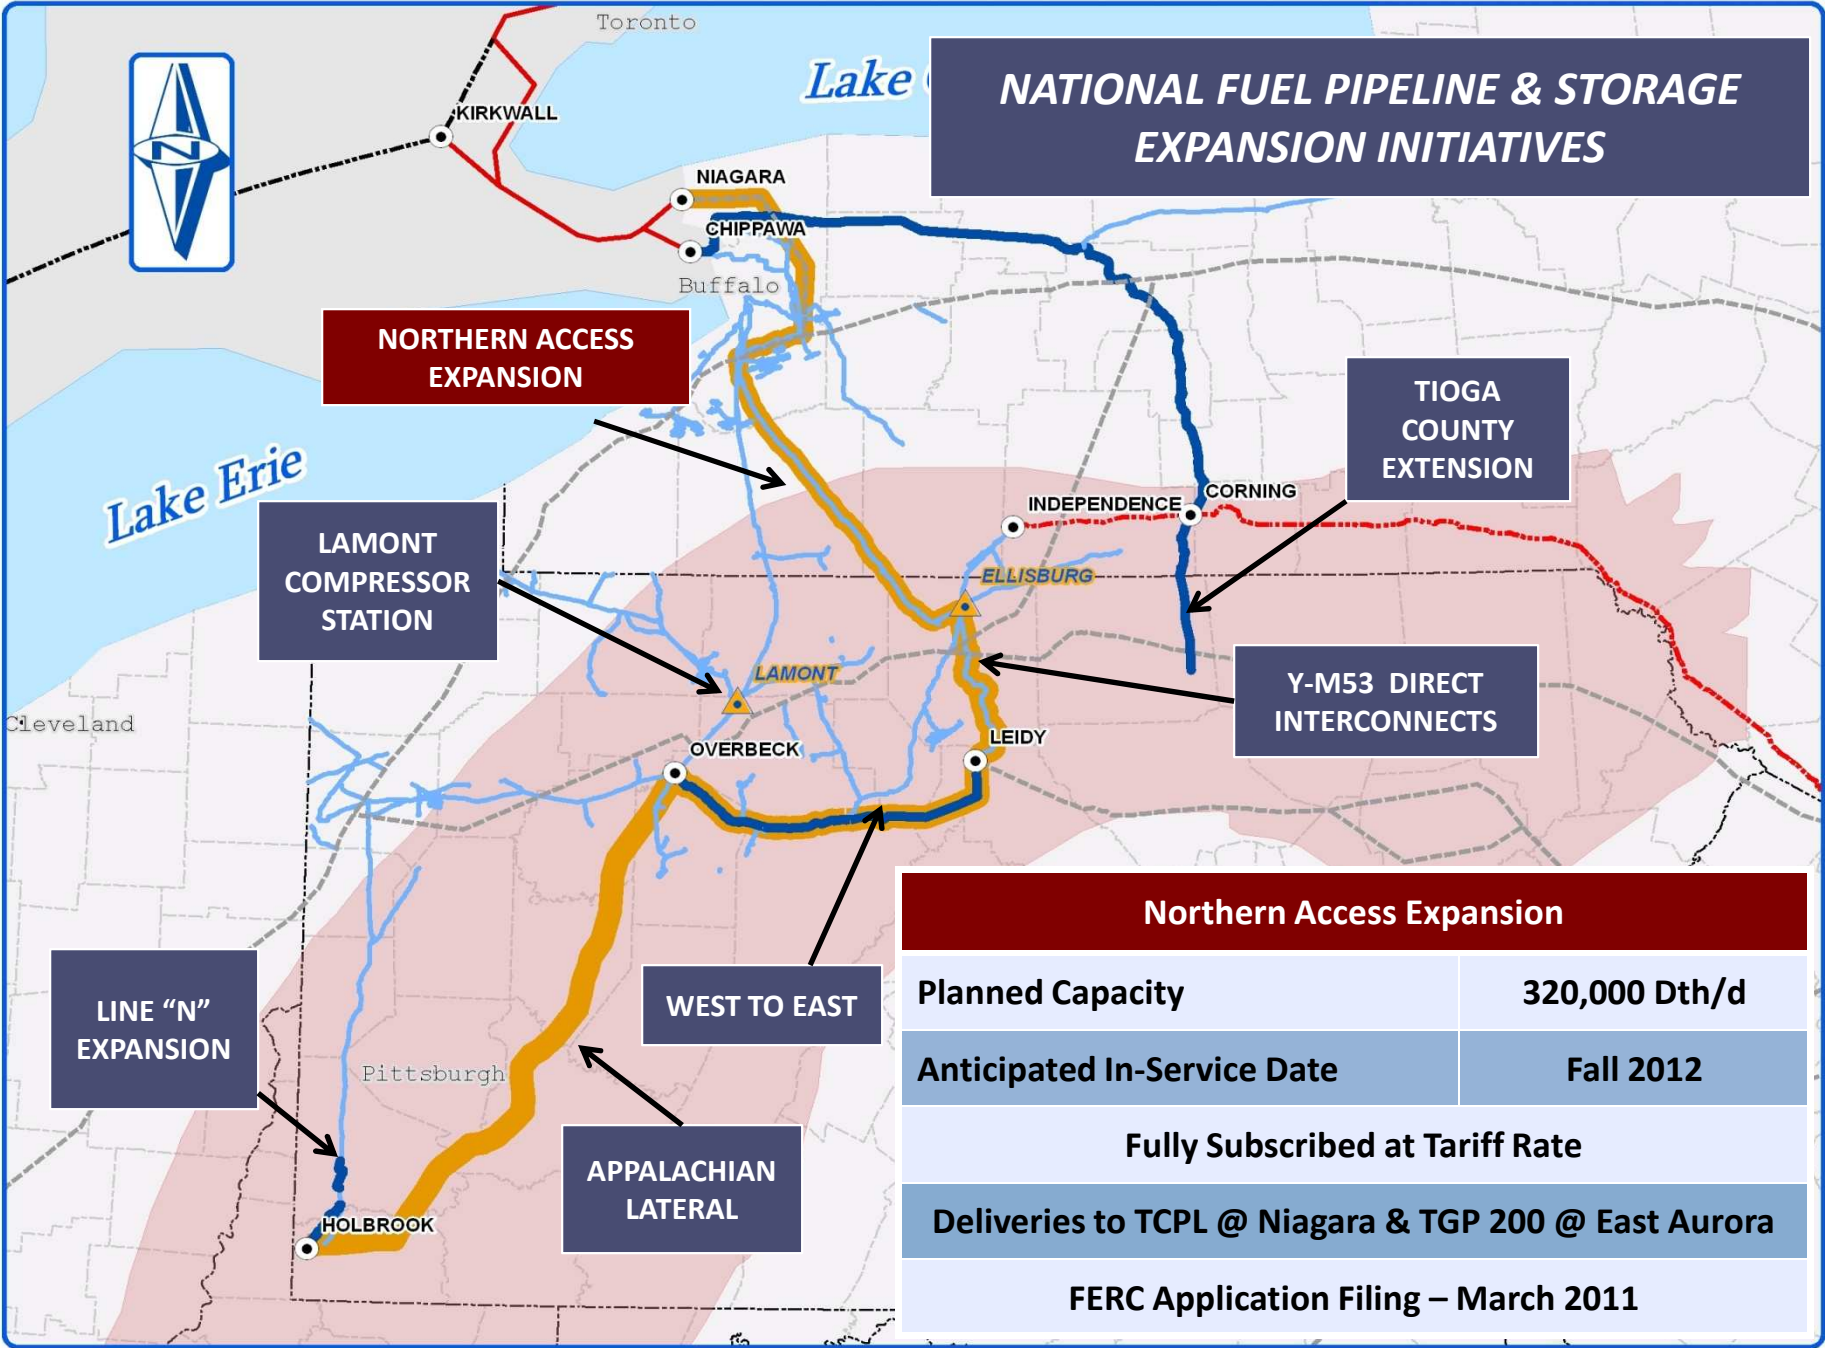 Toronto
Lake
NATIONAL FUEL PIPELINE & STORAGE
EXPANSION INITIATIVES
N
KIRKWALL
NIAGARA
CHIPPAWA
Buffalo
NORTHERN ACCESS
EXPANSION
TIOGA
COUNTY
EXTENSION
Lake Erie
CORNING
INDEPENDENCE
LAMONT
COMPRESSOR
STATION
ELLISBURG
LAMONT
Y-M53 DIRECT
INTERCONNECTS
Cleveland
OVERBECK
LEIDY
Northern Access Expansion
Planned Capacity 320,000 Dth/d
Anticipated In-Service Date Fall 2012
Fully Subscribed at Tariff Rate
Deliveries to TCPL @ Niagara & TGP 200 @ East Aurora
FERC Application Filing – March 2011
LINE “N”
EXPANSION
WEST TO EAST
Pittsburgh
APPALACHIAN
LATERAL
HOLBROOK